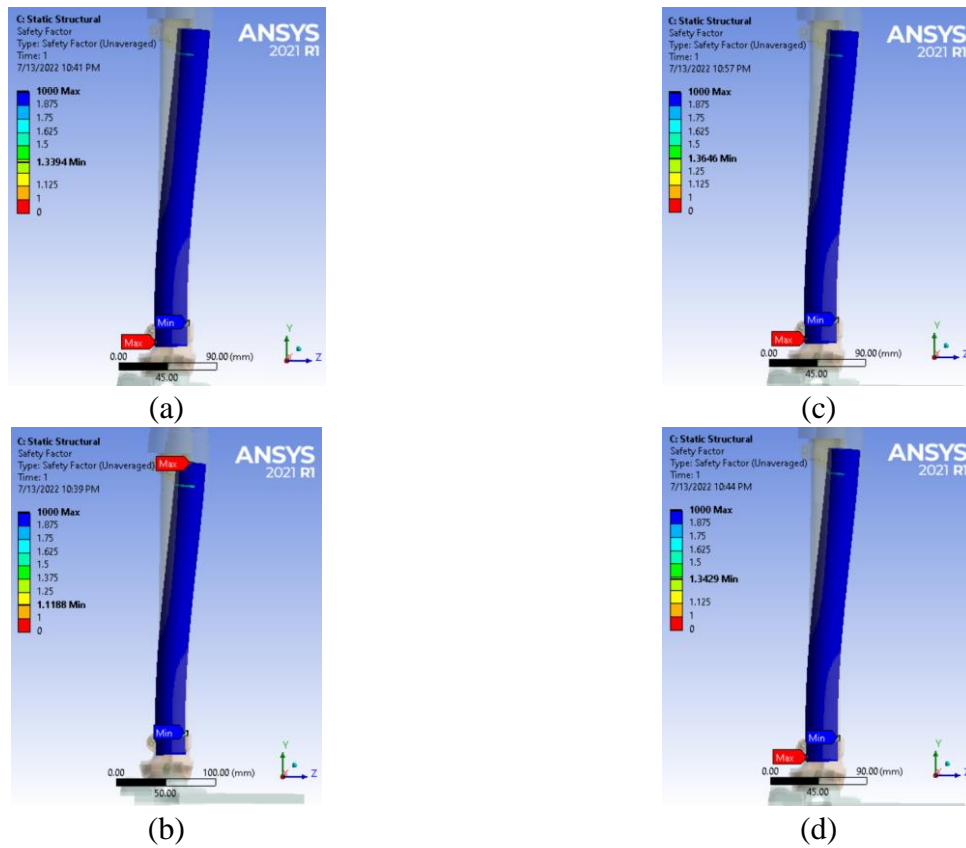 C: Static Structural
Safety Factor
Type: Safety Factor (Unaveraged)
Time: 1
7/13/2022 10:41 PM
ANSYS
2021 R1
1000 Max
1.875
1.75
1.625
1.5
1.3394 Min
1.125
1
0
Min
Max
0.00
90.00 (mm)
45.00
Y
Z
(a)
C: Static Structural
Safety Factor
Type: Safety Factor (Unaveraged)
Time: 1
7/13/2022 10:57 PM
ANSYS
2021 R1
1000 Max
1.875
1.75
1.625
1.5
1.3646 Min
1.25
1.125
1
0
Min
Max
0.00
90.00 (mm)
45.00
Y
Z
(c)
C: Static Structural
Safety Factor
Type: Safety Factor (Unaveraged)
Time: 1
7/13/2022 10:39 PM
Max
ANSYS
2021 R1
1000 Max
1.875
1.75
1.625
1.5
1.375
1.25
1.1188 Min
1
0
Min
0.00
100.00 (mm)
50.00
Y
Z
(b)
C: Static Structural
Safety Factor
Type: Safety Factor (Unaveraged)
Time: 1
7/13/2022 10:44 PM
ANSYS
2021 R1
1000 Max
1.875
1.75
1.625
1.5
1.3429 Min
1.125
1
0
Min
Max
0.00
90.00 (mm)
45.00
Y
Z
(d)